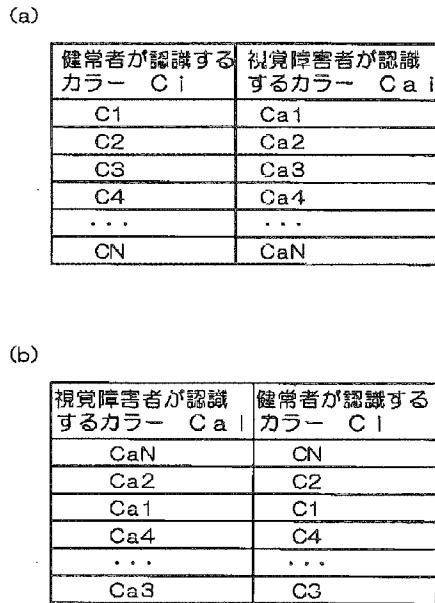 (a)
健常者が認識する 視覚障害者が認識
カラー Ci するカラー Cai
C1 Ca1
C2 Ca2
C3 Ca3
C4 Ca4
・・・ ・・・
CN CaN
(b)
視覚障害者が認識 健常者が認識する
するカラー Cai カラー Ci
CaN CN
Ca2 C2
Ca1 C1
Ca4 C4
・・・ ・・・
Ca3 C3